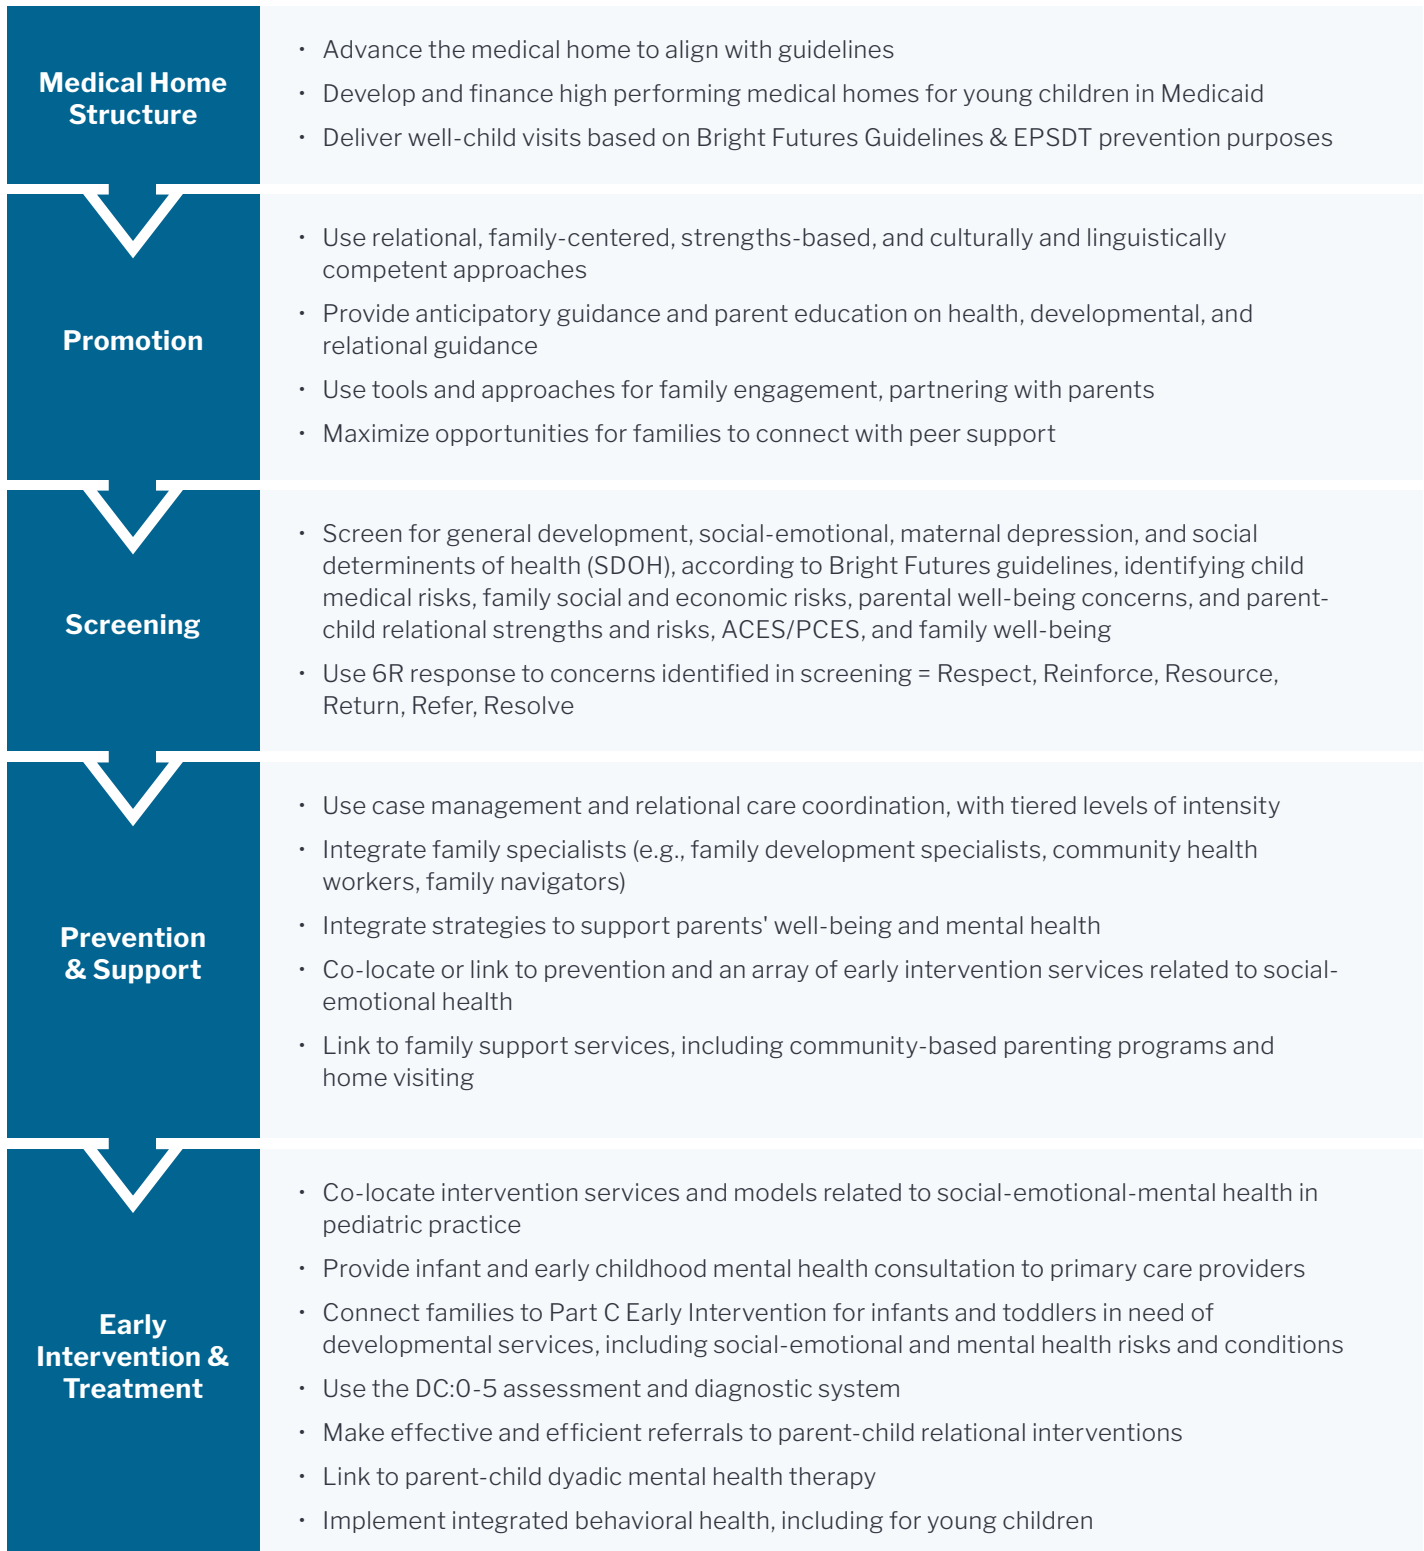 Medical Home
Structure
• Advance the medical home to align with guidelines
• Develop and finance high performing medical homes for young children in Medicaid
• Deliver well-child visits based on Bright Futures Guidelines & EPSDT prevention purposes
Promotion
• Use relational, family-centered, strengths-based, and culturally and linguistically
competent approaches
• Provide anticipatory guidance and parent education on health, developmental, and
relational guidance
• Use tools and approaches for family engagement, partnering with parents
• Maximize opportunities for families to connect with peer support
Screening
• Screen for general development, social-emotional, maternal depression, and social
determinents of health (SDOH), according to Bright Futures guidelines, identifying child
medical risks, family social and economic risks, parental well-being concerns, and parent-
child relational strengths and risks, ACES/PCES, and family well-being
• Use 6R response to concerns identified in screening = Respect, Reinforce, Resource,
Return, Refer, Resolve
Prevention
& Support
• Use case management and relational care coordination, with tiered levels of intensity
• Integrate family specialists (e.g., family development specialists, community health
workers, family navigators)
• Integrate strategies to support parents' well-being and mental health
• Co-locate or link to prevention and an array of early intervention services related to social-
emotional health
• Link to family support services, including community-based parenting programs and
home visiting
Early
Intervention &
Treatment
• Co-locate intervention services and models related to social-emotional-mental health in
pediatric practice
• Provide infant and early childhood mental health consultation to primary care providers
• Connect families to Part C Early Intervention for infants and toddlers in need of
developmental services, including social-emotional and mental health risks and conditions
• Use the DC:0-5 assessment and diagnostic system
• Make effective and efficient referrals to parent-child relational interventions
• Link to parent-child dyadic mental health therapy
• Implement integrated behavioral health, including for young children